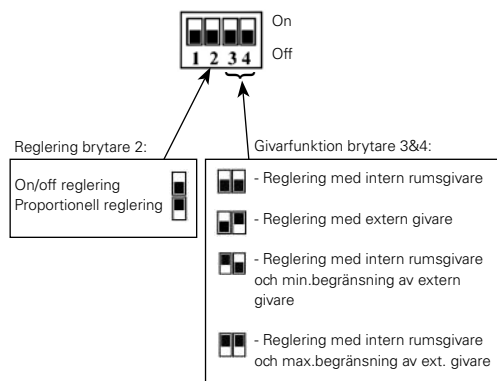 On
Off
1 2 3 4
Reglering brytare 2:
On/off reglering
Proportionell reglering
Givarfunktion brytare 3&4:
- Reglering med intern rumsgivare
- Reglering med extern givare
- Reglering med intern rumsgivare
och min.begränsning av extern
givare
- Reglering med intern rumsgivare
och max.begränsning av ext. givare